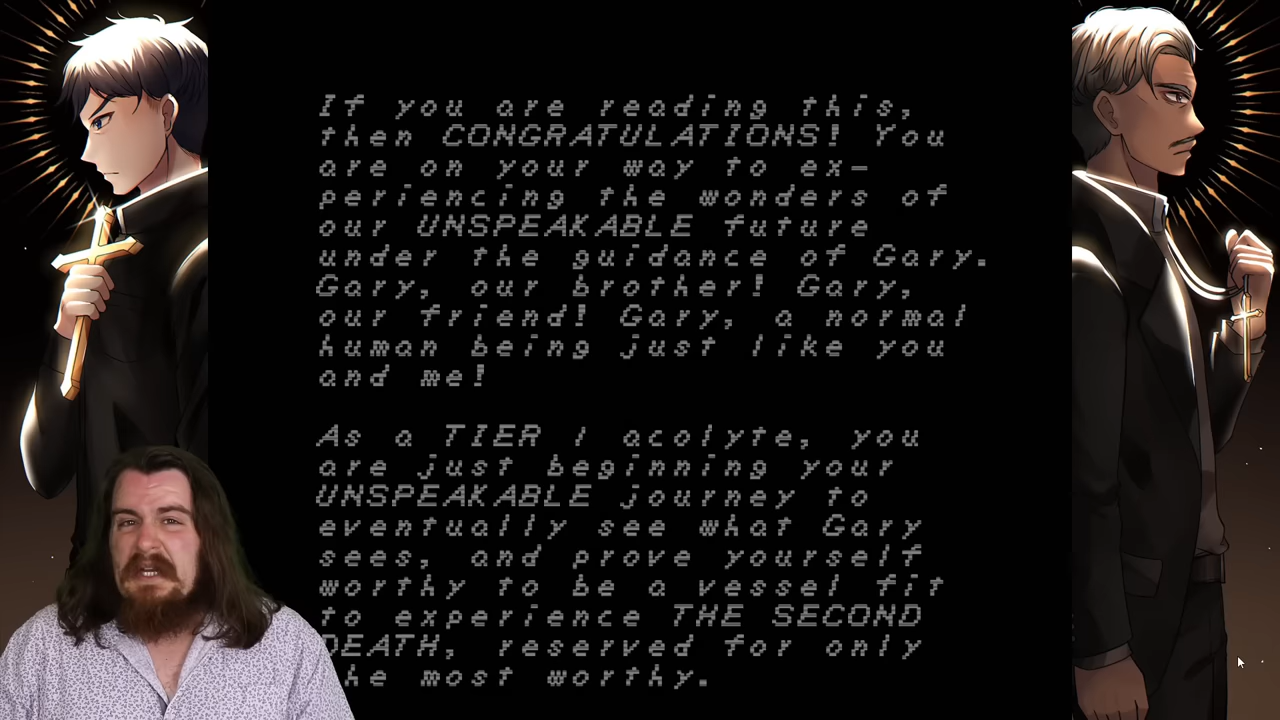 If you are reading this,
then CONGRATULATIONS! You
are on your way to ex-
periencing the wonders of
our UNSPEAKABLE future
under the guidance of Gary.
Gary, our brother! Gary,
our friend! Gary, a normal
human being just like you
and me!
As a TIER 1 acolyte, you
are just beginning your
UNSPEAKABLE journey to
eventually see what Gary
sees, and prove yourself
worthy to be a vessel fit
to experience THE SECOND
DEATH, reserved for only
the most worthy.